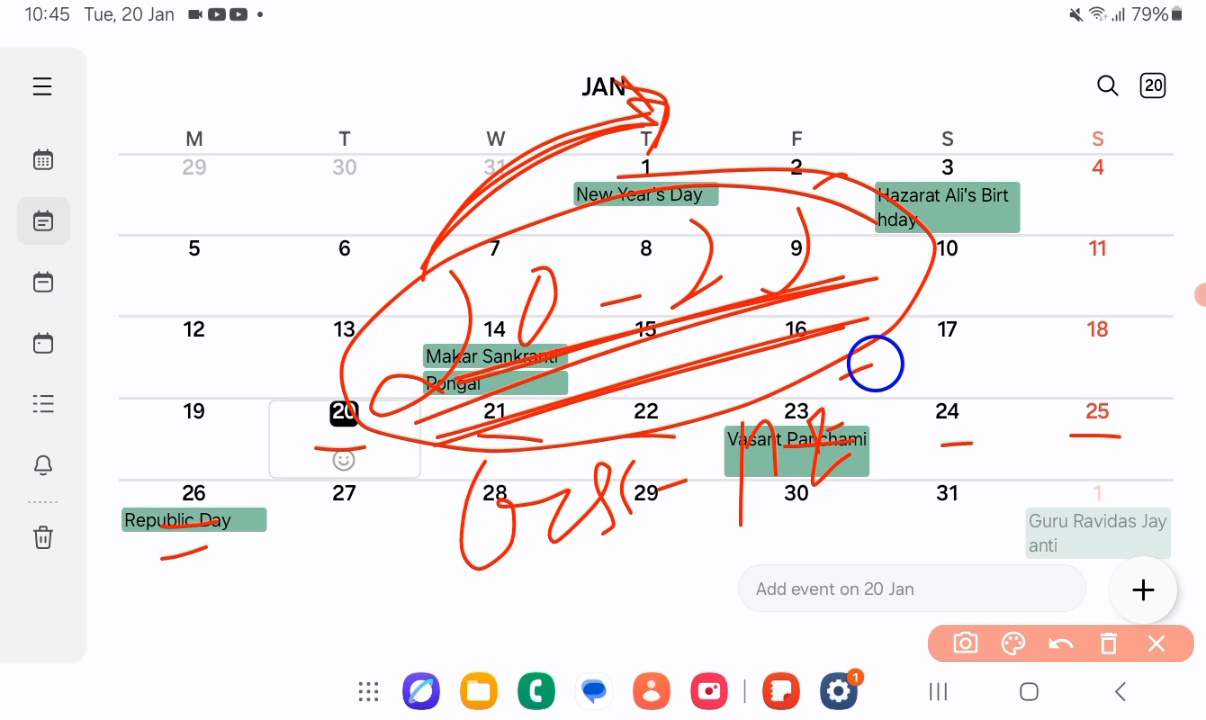 10:45 Tue, 20 Jan
79%
JAN
20
M T W T F S S
29 30 31 1 2 3 4
New Year's Day
Hazarat Ali's Birt
hday
5 6 7 8 9 10 11
12 13 14 15 16 17 18
Makar Sankranti
Pongal
19 20 21 22 23 24 25
Vasant Panchami
26 27 28 29 30 31 1
Republic Day
Guru Ravidas Jay
anti
Add event on 20 Jan
1